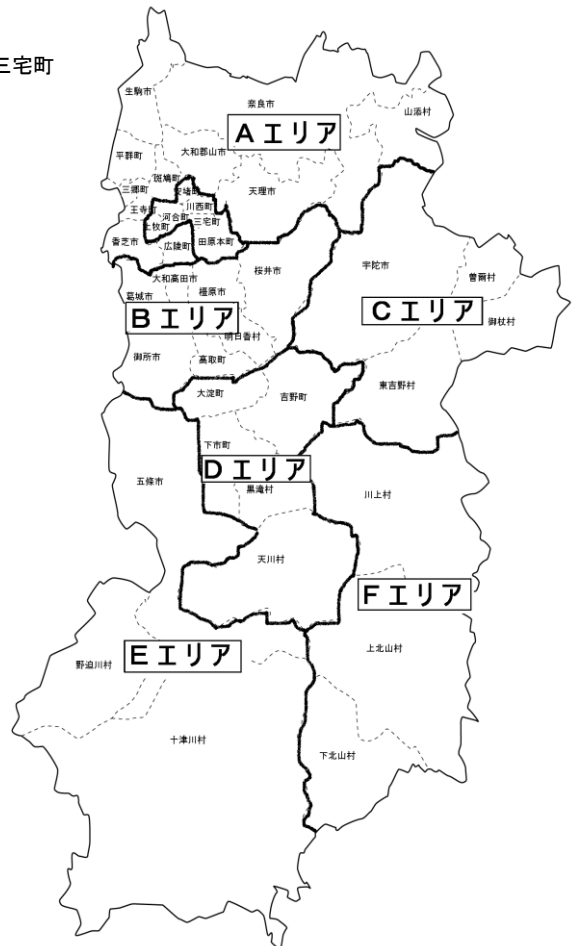 三宅町
生駒市
奈良市
山添村
Aエリア
平群町
大和郡山市
斑鳩町
安堵町
三郷町
天理市
川西町
王寺町
河合町
三宅町
上牧町
香芝市
広陵町
田原本町
大和高田市
桜井市
宇陀市
曽爾村
葛城市
橿原市
Bエリア
Cエリア
御杖村
明日香村
御所市
高取町
東吉野村
大淀町
吉野町
下市町
Dエリア
五條市
黒滝村
川上村
天川村
Fエリア
上北山村
Eエリア
野迫川村
十津川村
下北山村